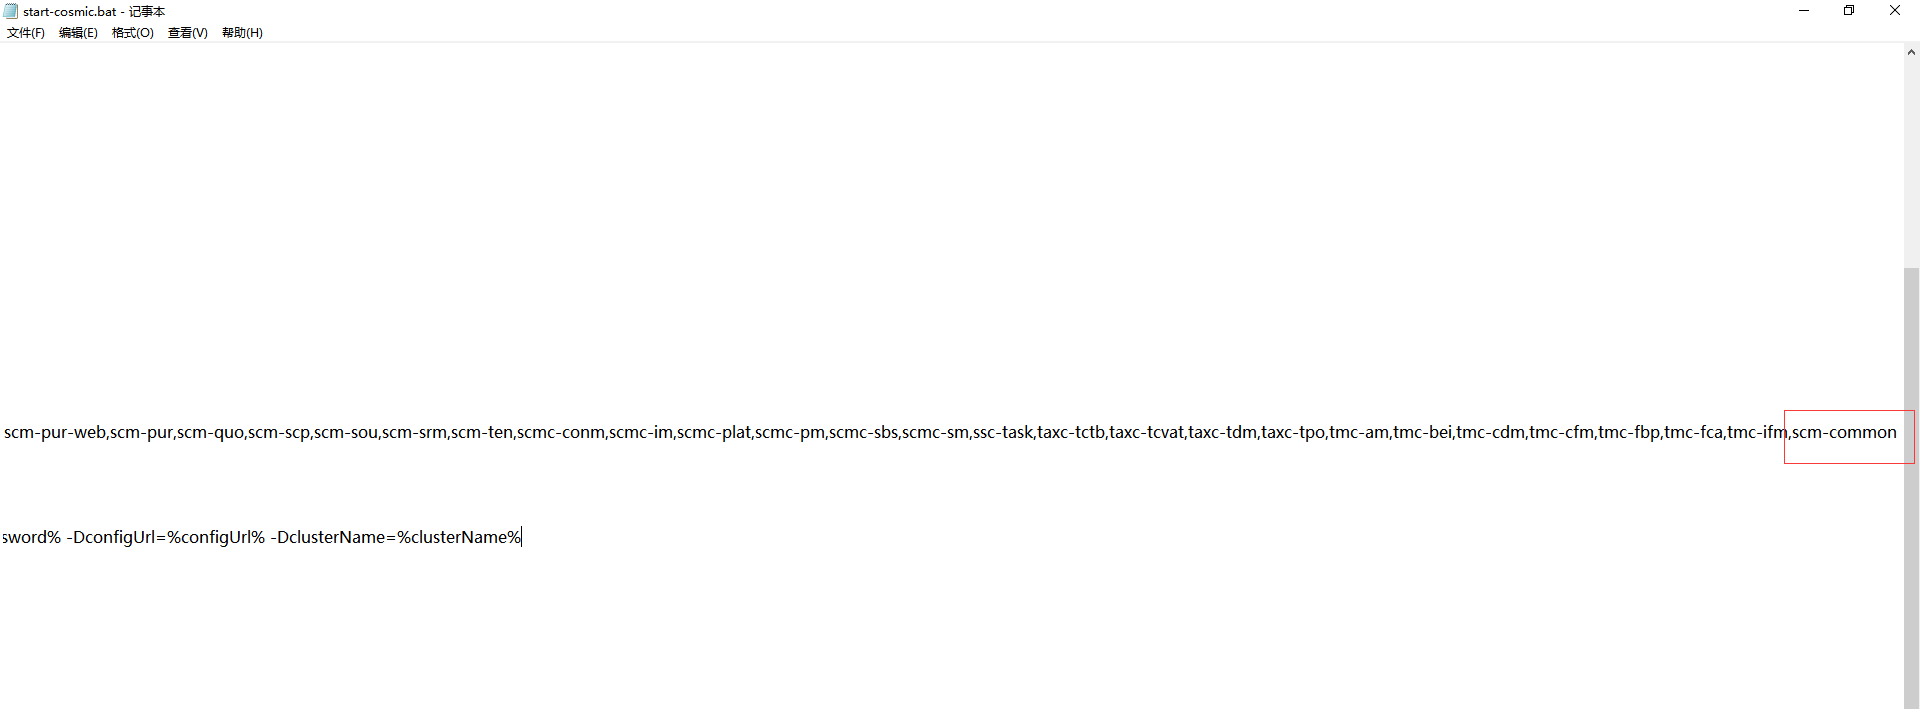 start-cosmic.bat - 记事本
文件(F) 编辑(E) 格式(O) 查看(V) 帮助(H)
scm-pur-web,scm-pur,scm-quo,scm-scp,scm-sou,scm-srm,scm-ten,scmc-conm,scmc-im,scmc-plat,scmc-pm,scmc-sbs,scmc-sm,ssc-task,taxc-tctb,taxc-tcvat,taxc-tdm,taxc-tpo,tmc-am,tmc-bei,tmc-cdm,tmc-cfm,tmc-fbp,tmc-fca,tmc-ifm,scm-common
sword% -DconfigUrl=%configUrl% -DclusterName=%clusterName%